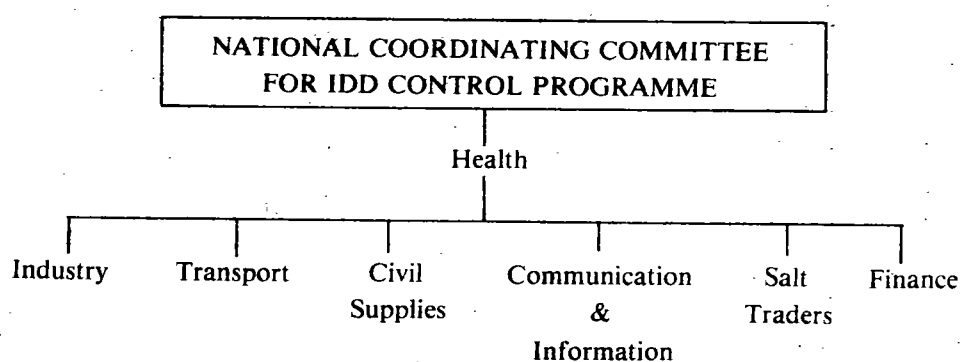 NATIONAL COORDINATING COMMITTEE
FOR IDD CONTROL PROGRAMME
Health
Industry
Transport
Civil
Supplies
Communication
&
Information
Salt
Traders
Finance